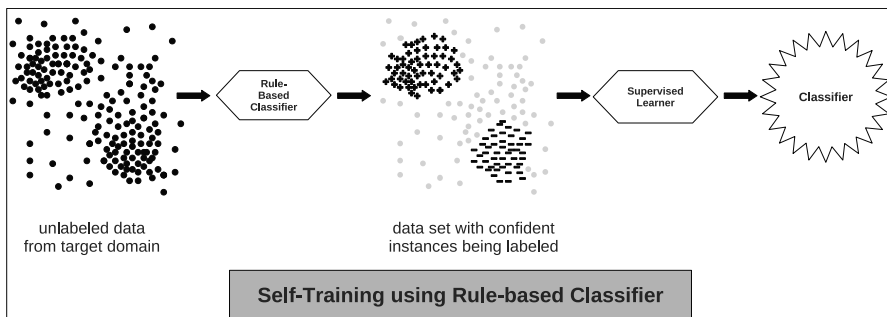 Rule-
Based
Classifier
Supervised
Learner
Classifier
unlabeled data
from target domain
data set with confident
instances being labeled
Self-Training using Rule-based Classifier